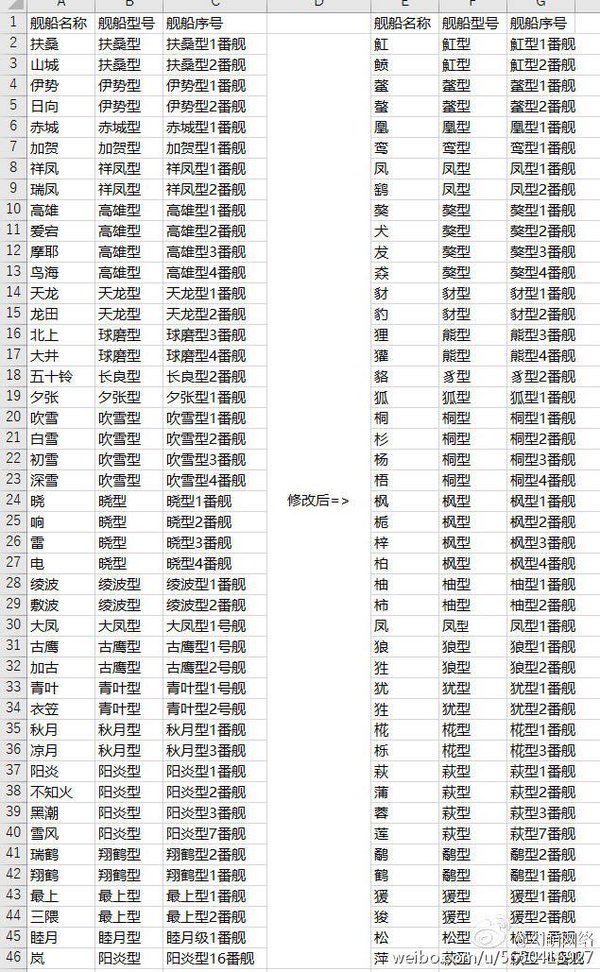 A B C D E F G
1 舰船名称 舰船型号 舰船序号 舰船名称 舰船型号 舰船序号
2 扶桑 扶桑型 扶桑型1番舰 魟 魟型 魟型1番舰
3 山城 扶桑型 扶桑型2番舰 鲼 魟型 魟型2番舰
4 伊势 伊势型 伊势型1番舰 鳌 鳌型 鳌型1番舰
5 日向 伊势型 伊势型2番舰 螯 鳌型 鳌型2番舰
6 赤城 赤城型 赤城型1番舰 凰 凰型 凰型1番舰
7 加贺 加贺型 加贺型1番舰 鸾 鸾型 鸾型1番舰
8 祥凤 祥凤型 祥凤型1番舰 凤 凤型 凤型1番舰
9 瑞凤 祥凤型 祥凤型2番舰 凤型 凤型2番舰
10 高雄 高雄型 高雄型1番舰 獒 獒型 獒型1番舰
11 爱宕 高雄型 高雄型2番舰 犬 獒型 獒型2番舰
12 摩耶 高雄型 高雄型3番舰 犮 獒型 獒型3番舰
13 鸟海 高雄型 高雄型4番舰 猋 獒型 獒型4番舰
14 天龙 天龙型 天龙型1番舰 豺 豺型 豺型1番舰
15 龙田 天龙型 天龙型2番舰 豹 豺型 豺型2番舰
16 北上 球磨型 球磨型3番舰 狸 熊型 熊型3番舰
17 大井 球磨型 球磨型4番舰 獾 熊型 熊型4番舰
18 五十铃 长良型 长良型2番舰 貉 豸型 豸型2番舰
19 夕张 夕张型 夕张型1番舰 狐 狐型 狐型1番舰
20 吹雪 吹雪型 吹雪型1番舰 桐 桐型 桐型1番舰
21 白雪 吹雪型 吹雪型2番舰 杉 桐型 桐型2番舰
22 初雪 吹雪型 吹雪型3番舰 杨 桐型 桐型3番舰
23 深雪 吹雪型 吹雪型4番舰 梧 桐型 桐型4番舰
24 晓 晓型 晓型1番舰 修改后=> 枫 枫型 枫型1番舰
25 响 晓型 晓型2番舰 栀 枫型 枫型2番舰
26 雷 晓型 晓型3番舰 梓 枫型 枫型3番舰
27 电 晓型 晓型4番舰 柏 枫型 枫型4番舰
28 绫波 绫波型 绫波型1番舰 柚 柚型 柚型1番舰
29 敷波 绫波型 绫波型2番舰 柿 柚型 柚型2番舰
30 大凤 大凤型 大凤型1号舰 凤 凤型 凤型1番舰
31 古鹰 古鹰型 古鹰型1号舰 狼 狼型 狼型1番舰
32 加古 古鹰型 古鹰型2号舰 狌 狼型 狼型2番舰
33 青叶 青叶型 青叶型1号舰 犹 犹型 犹型1番舰
34 衣笠 青叶型 青叶型2号舰 狌 犹型 犹型2番舰
35 秋月 秋月型 秋月型1番舰 椛 椛型 椛型1番舰
36 凉月 秋月型 秋月型3番舰 栎 椛型 椛型3番舰
37 阳炎 阳炎型 阳炎型1番舰 萩 萩型 萩型1番舰
38 不知火 阳炎型 阳炎型2番舰 蒲 萩型 萩型2番舰
39 黑潮 阳炎型 阳炎型3番舰 蓉 萩型 萩型3番舰
40 雪风 阳炎型 阳炎型7番舰 莲 萩型 萩型7番舰
41 瑞鹤 翔鹤型 翔鹤型2番舰
42 翔鹤 翔鹤型 翔鹤型1番舰 鹤
43 最上 最上型 最上型1番舰 猨 猨型 猨型1番舰
44 三隈 最上型 最上型2番舰 狻 猨型 猨型2番舰
45 睦月 睦月型 睦月级1番舰 松 松型
46 岚 阳炎型 阳炎型16番舰 萍